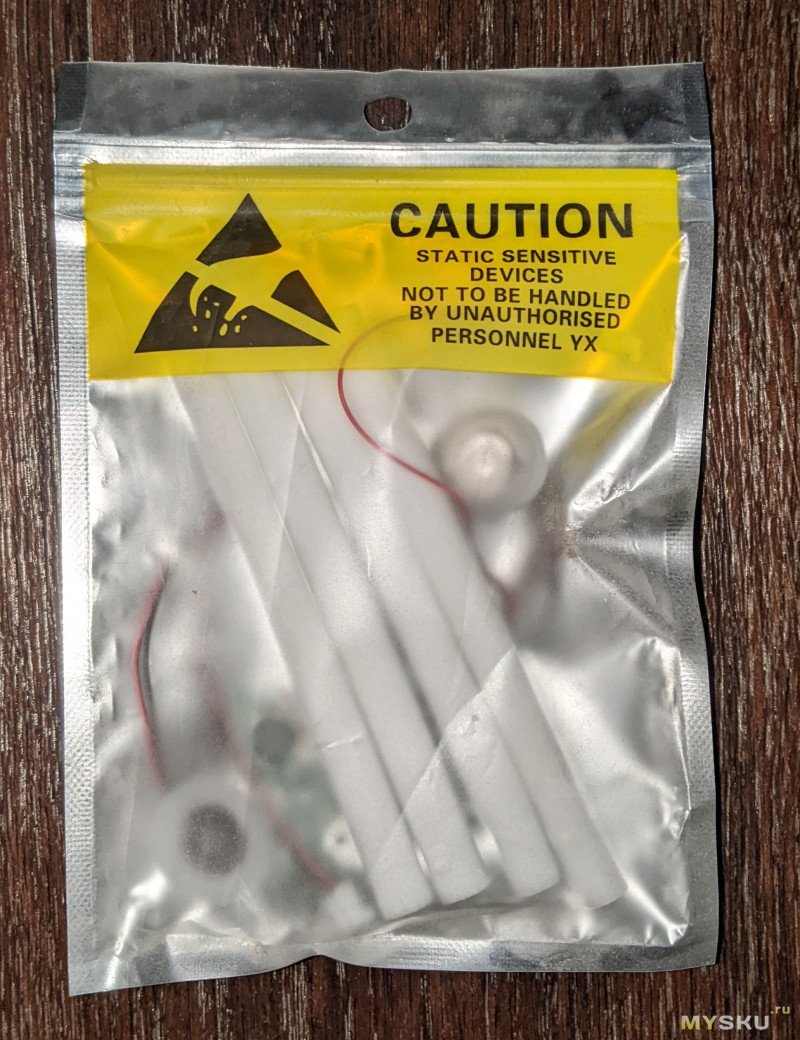 CAUTION
STATIC SENSITIVE
DEVICES
NOT TO BE HANDLED
BY UNAUTHORISED
PERSONNEL YX
MYSKU.ru